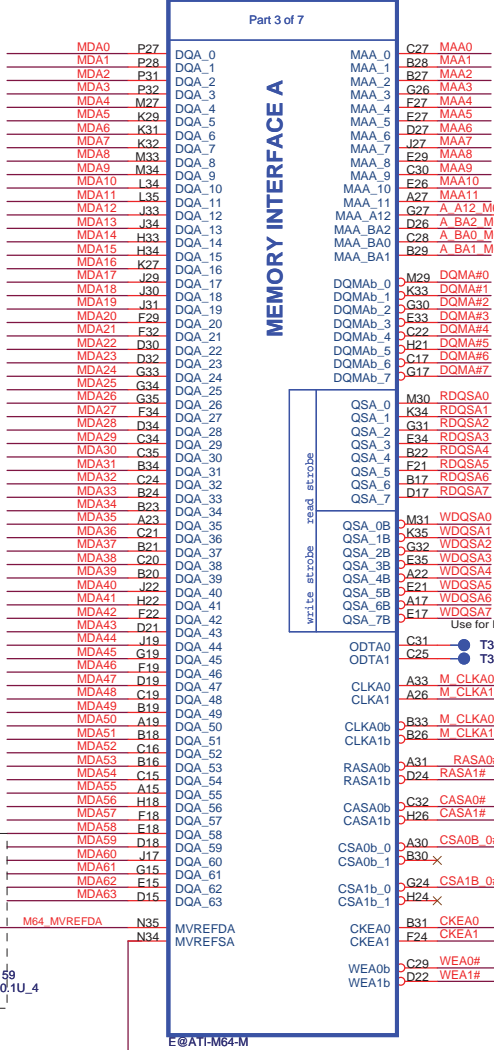 Part 3 of 7
MEMORY INTERFACE A
MDA0 P27 DQA_0
MDA1 P28 DQA_1
MDA2 P31 DQA_2
MDA3 P32 DQA_3
MDA4 M27 DQA_4
MDA5 K29 DQA_5
MDA6 K31 DQA_6
MDA7 K32 DQA_7
MDA8 M33 DQA_8
MDA9 M34 DQA_9
MDA10 L34 DQA_10
MDA11 L35 DQA_11
MDA12 J33 DQA_12
MDA13 J34 DQA_13
MDA14 H33 DQA_14
MDA15 H34 DQA_15
MDA16 K27 DQA_16
MDA17 J29 DQA_17
MDA18 J30 DQA_18
MDA19 J31 DQA_19
MDA20 F29 DQA_20
MDA21 F32 DQA_21
MDA22 D30 DQA_22
MDA23 D32 DQA_23
MDA24 G33 DQA_24
MDA25 G34 DQA_25
MDA26 G35 DQA_26
MDA27 F34 DQA_27
MDA28 D34 DQA_28
MDA29 C34 DQA_29
MDA30 C35 DQA_30
MDA31 B34 DQA_31
MDA32 C24 DQA_32
MDA33 B24 DQA_33
MDA34 B23 DQA_34
MDA35 A23 DQA_35
MDA36 C21 DQA_36
MDA37 B21 DQA_37
MDA38 C20 DQA_38
MDA39 B20 DQA_39
MDA40 J22 DQA_40
MDA41 H22 DQA_41
MDA42 F22 DQA_42
MDA43 D21 DQA_43
MDA44 J19 DQA_44
MDA45 G19 DQA_45
MDA46 F19 DQA_46
MDA47 D19 DQA_47
MDA48 C19 DQA_48
MDA49 B19 DQA_49
MDA50 A19 DQA_50
MDA51 B18 DQA_51
MDA52 C16 DQA_52
MDA53 B16 DQA_53
MDA54 C15 DQA_54
MDA55 A15 DQA_55
MDA56 H18 DQA_56
MDA57 F18 DQA_57
MDA58 E18 DQA_58
MDA59 D18 DQA_59
MDA60 J17 DQA_60
MDA61 G15 DQA_61
MDA62 E15 DQA_62
MDA63 D15 DQA_63
M64_MVREFDA N35 MVREFDA
N34 MVREFSA
59
0.1U_4
MAA_0 C27 MAA0
MAA_1 B28 MAA1
MAA_2 B27 MAA2
MAA_3 G26 MAA3
MAA_4 F27 MAA4
MAA_5 E27 MAA5
MAA_6 D27 MAA6
MAA_7 J27 MAA7
MAA_8 E29 MAA8
MAA_9 C30 MAA9
MAA_10 E26 MAA10
MAA_11 A27 MAA11
MAA_A12 G27 A_A12_M
MAA_BA2 D26 A_BA2_M
MAA_BA0 C28 A_BA0_M
MAA_BA1 B29 A_BA1_M
DQMAb_0 M29 DQMA#0
DQMAb_1 K33 DQMA#1
DQMAb_2 G30 DQMA#2
DQMAb_3 E33 DQMA#3
DQMAb_4 C22 DQMA#4
DQMAb_5 H21 DQMA#5
DQMAb_6 C17 DQMA#6
DQMAb_7 G17 DQMA#7
read strobe
QSA_0 M30 RDQSA0
QSA_1 K34 RDQSA1
QSA_2 G31 RDQSA2
QSA_3 E34 RDQSA3
QSA_4 B22 RDQSA4
QSA_5 F21 RDQSA5
QSA_6 B17 RDQSA6
QSA_7 D17 RDQSA7
write strobe
QSA_0B M31 WDQSA0
QSA_1B K35 WDQSA1
QSA_2B G32 WDQSA2
QSA_3B E35 WDQSA3
QSA_4B A22 WDQSA4
QSA_5B E21 WDQSA5
QSA_6B A17 WDQSA6
QSA_7B E17 WDQSA7
Use for
ODTA0 C31 T3
ODTA1 C25 T3
CLKA0 A33 M_CLKA0
CLKA1 A26 M_CLKA1
CLKA0b B33 M_CLKA0
CLKA1b B26 M_CLKA1
RASA0b A31 RASA0#
RASA1b D24 RASA1#
CASA0b C32 CASA0#
CASA1b H26 CASA1#
CSA0b_0 A30 CSA0B_0#
CSA0b_1 B30
CSA1b_0 G24 CSA1B_0#
CSA1b_1 H24
CKEA0 B31 CKEA0
CKEA1 F24 CKEA1
WEA0b C29 WEA0#
WEA1b D22 WEA1#
E@ATI-M64-M